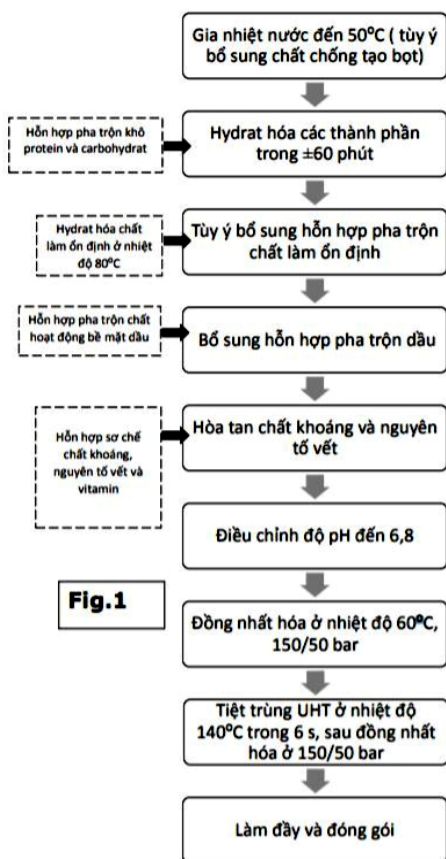 Gia nhiệt nước đến 50⁰C ( tùy ý
bổ sung chất chống tạo bọt)
Hỗn hợp pha trộn khô
protein và carbohydrat
Hydrat hóa các thành phần
trong ±60 phút
Hydrat hóa chất
làm ổn định ở nhiệt
độ 80⁰C
Tùy ý bổ sung hỗn hợp pha trộn
chất làm ổn định
Hỗn hợp pha trộn chất
hoạt động bề mặt dầu
Bổ sung hỗn hợp pha trộn dầu
Hỗn hợp sơ chế
chất khoáng,
nguyên tố vết và
vitamin
Hòa tan chất khoáng và nguyên
tố vết
Điều chỉnh độ pH đến 6,8
Fig.1
Đồng nhất hóa ở nhiệt độ 60⁰C,
150/50 bar
Tiệt trùng UHT ở nhiệt độ
140⁰C trong 6 s, sau đồng nhất
hóa ở 150/50 bar
Làm đầy và đóng gói